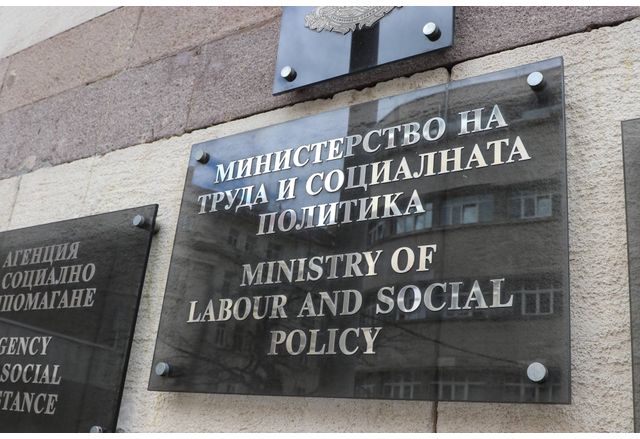 МИНИСТЕРСТВО НА
ТРУДА И СОЦИАЛНАТА
ПОЛИТИКА
MINISTRY OF
LABOUR AND SOCIAL
POLICY
АГЕНЦИЯ
СОЦИАЛНО
ПОМАГАНЕ
GENCY
SOCIAL
TANCE